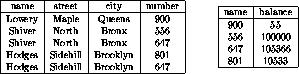 name street city number
Lowery Maple Queens 900
Shiver North Bronx 556
Shiver North Bronx 647
Hodges Sidehill Brooklyn 801
Hodges Sidehill Brooklyn 647
name balance
900 55
556 100000
647 105366
801 10533